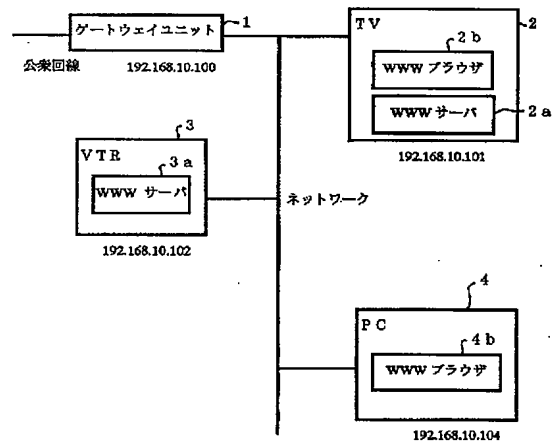 ゲートウェイユニット
1
公衆回線
192.168.10.100
TV
2
2b
WWW ブラウザ
WWW サーバ
2a
192.168.10.101
3
VTR
3a
WWW サーバ
192.168.10.102
ネットワーク
4
PC
4b
WWW ブラウザ
192.168.10.104